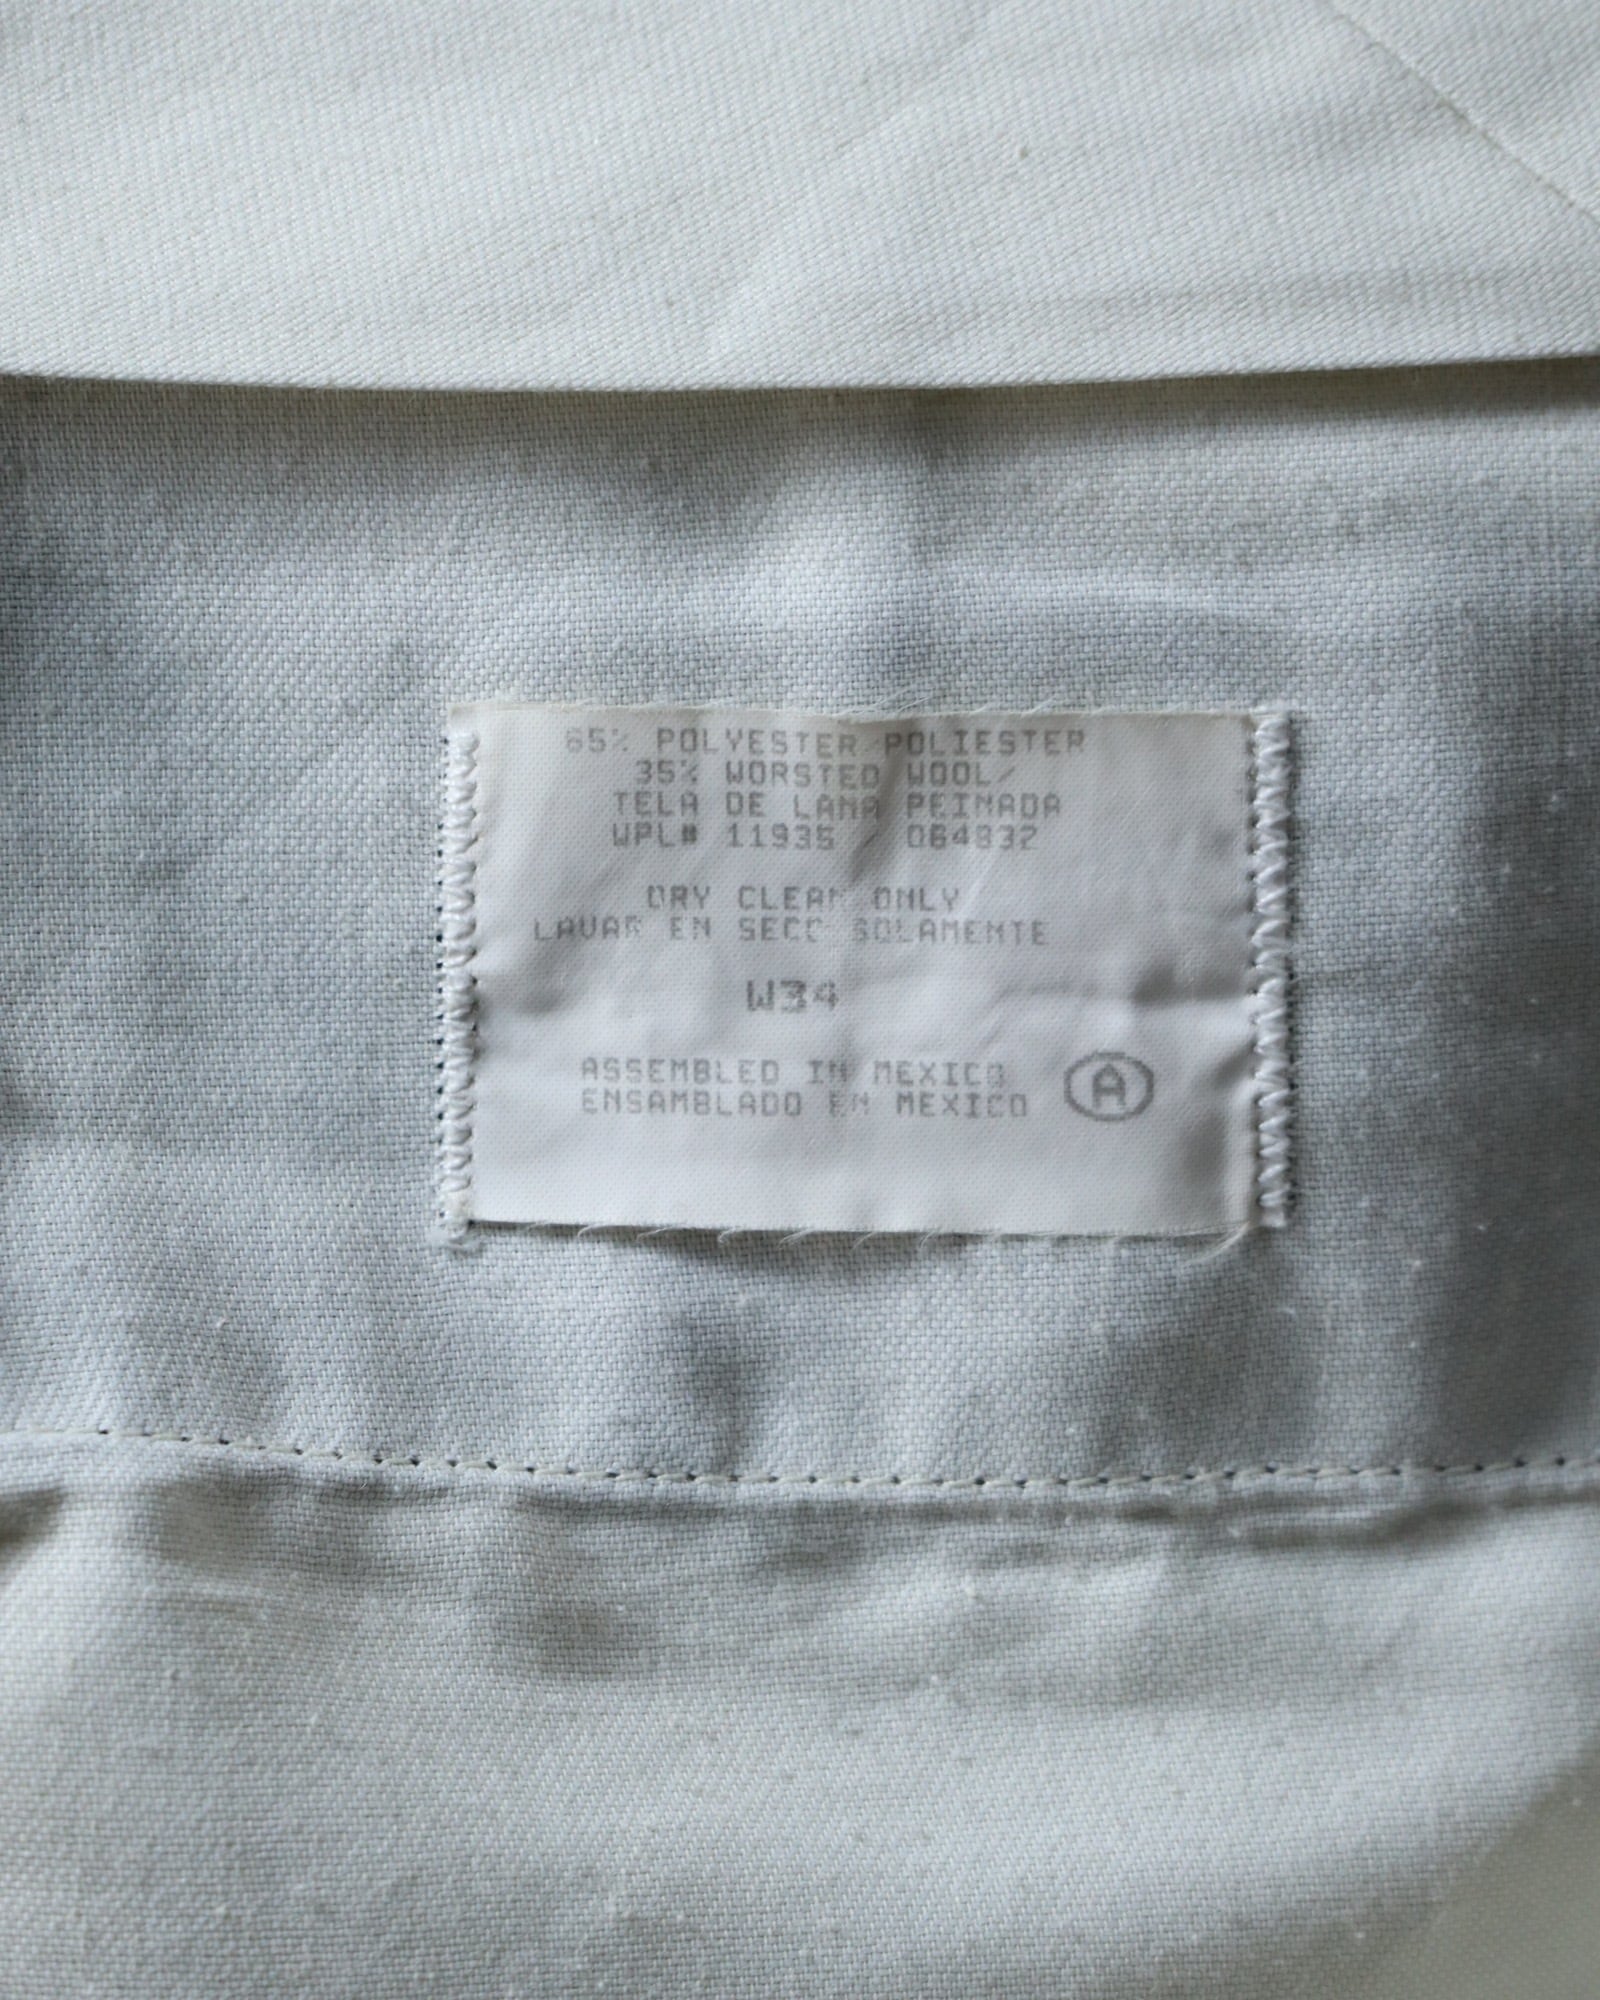 65% POLYESTER/POLIESTER
35% WORSTED WOOL/
TELA DE LANA PEINADA
WPL# 11935 064832
DRY CLEAN ONLY
LAVAR EN SECO SOLAMENTE
W34
ASSEMBLED IN MEXICO
ENSAMBLADO EN MEXICO
A